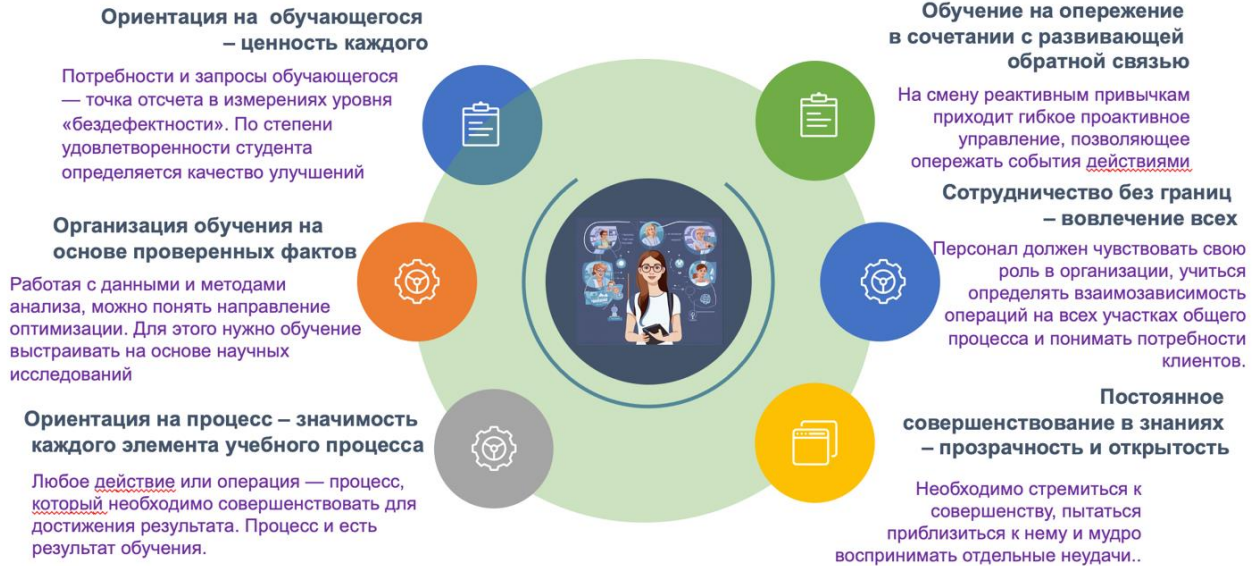 Ориентация на обучающегося
– ценность каждого
Потребности и запросы обучающегося
— точка отсчета в измерениях уровня
«бездефектности». По степени
удовлетворенности студента
определяется качество улучшений
Организация обучения на
основе проверенных фактов
Работая с данными и методами
анализа, можно понять направление
оптимизации. Для этого нужно обучение
выстраивать на основе научных
исследований
Ориентация на процесс – значимость
каждого элемента учебного процесса
Любое действие или операция — процесс,
который необходимо совершенствовать для
достижения результата. Процесс и есть
результат обучения.
Обучение на опережение
в сочетании с развивающей
обратной связью
На смену реактивным привычкам
приходит гибкое проактивное
управление, позволяющее
опережать события действиями
Сотрудничество без границ
– вовлечение всех
Персонал должен чувствовать свою
роль в организации, учиться
определять взаимозависимость
операций на всех участках общего
процесса и понимать потребности
клиентов.
Постоянное
совершенствование в знаниях
– прозрачность и открытость
Необходимо стремиться к
совершенству, пытаться
приблизиться к нему и мудро
воспринимать отдельные неудачи..